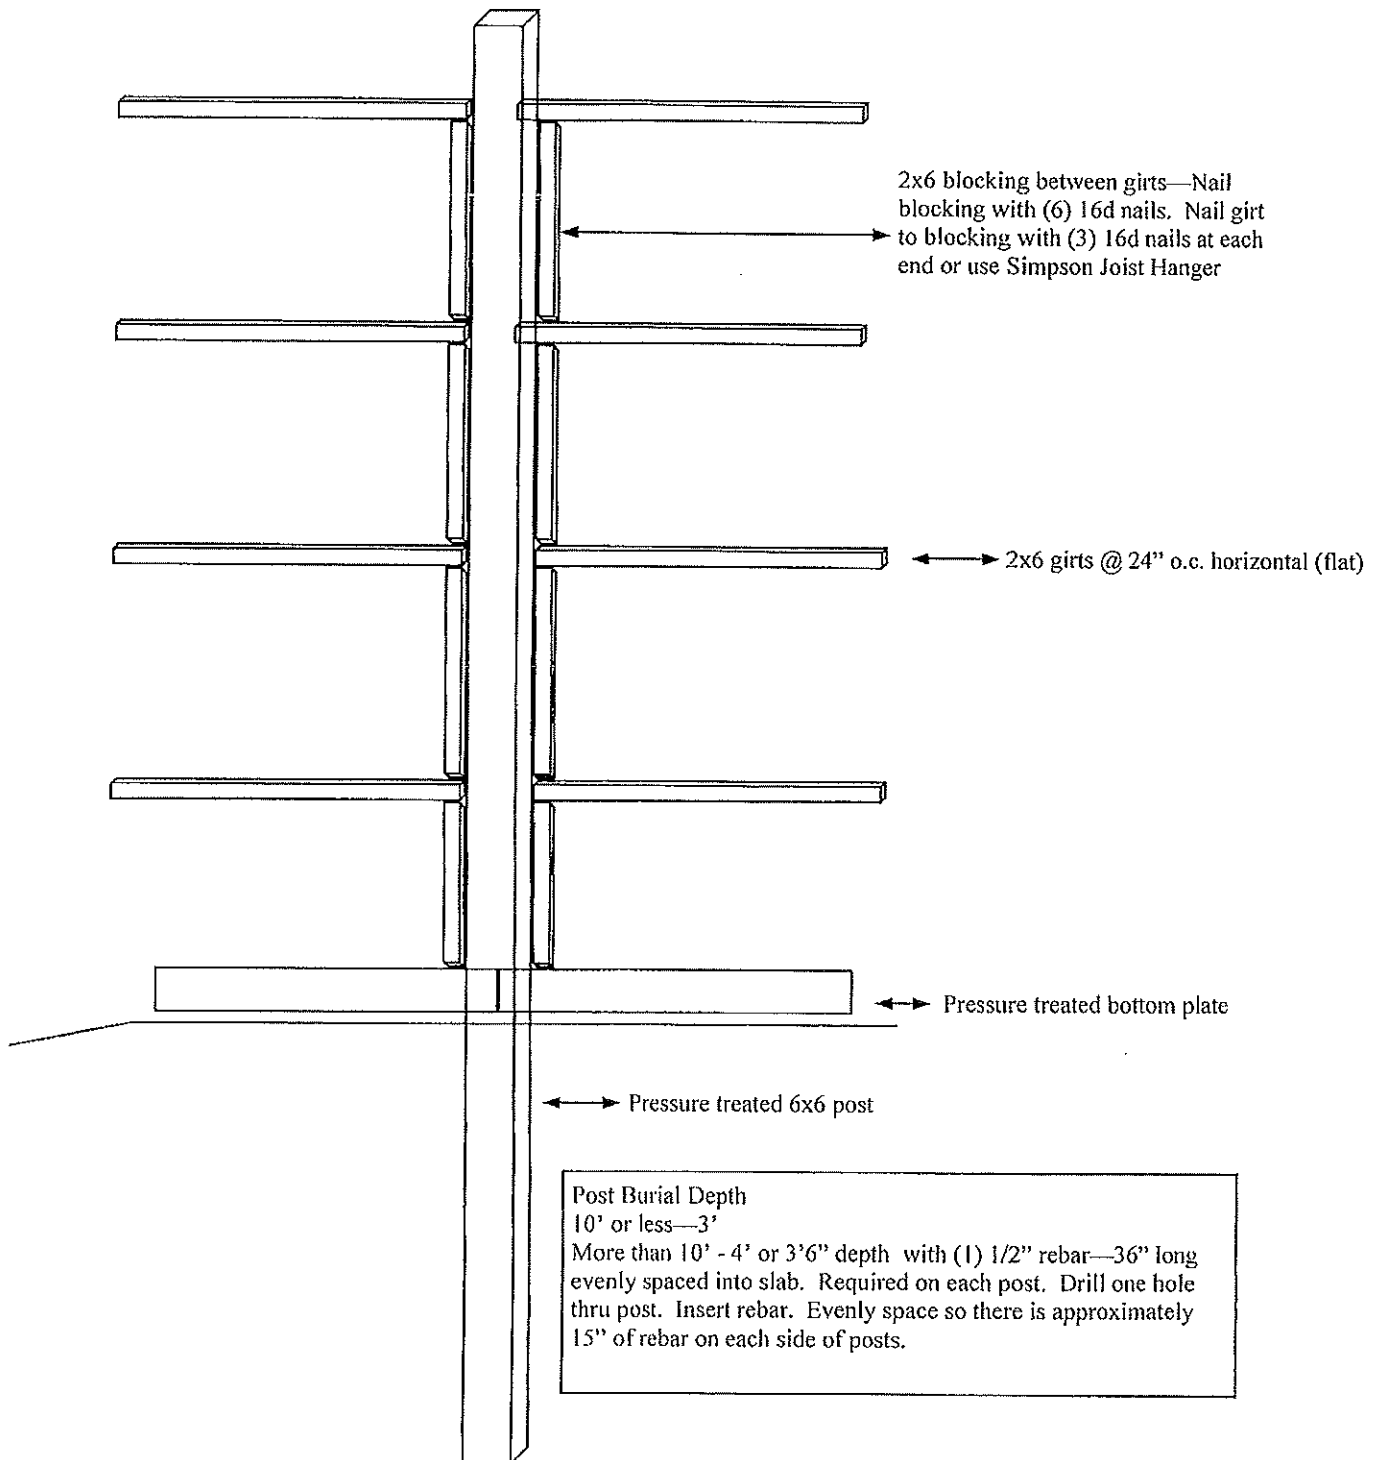 2x6 blocking between girts—Nail
blocking with (6) 16d nails. Nail girt
to blocking with (3) 16d nails at each
end or use Simpson Joist Hanger
2x6 girts @ 24” o.c. horizontal (flat)
Pressure treated bottom plate
Pressure treated 6x6 post
Post Burial Depth
10’ or less—3’
More than 10’ - 4’ or 3’6” depth with (1) 1/2” rebar—36” long
evenly spaced into slab. Required on each post. Drill one hole
thru post. Insert rebar. Evenly space so there is approximately
15” of rebar on each side of posts.